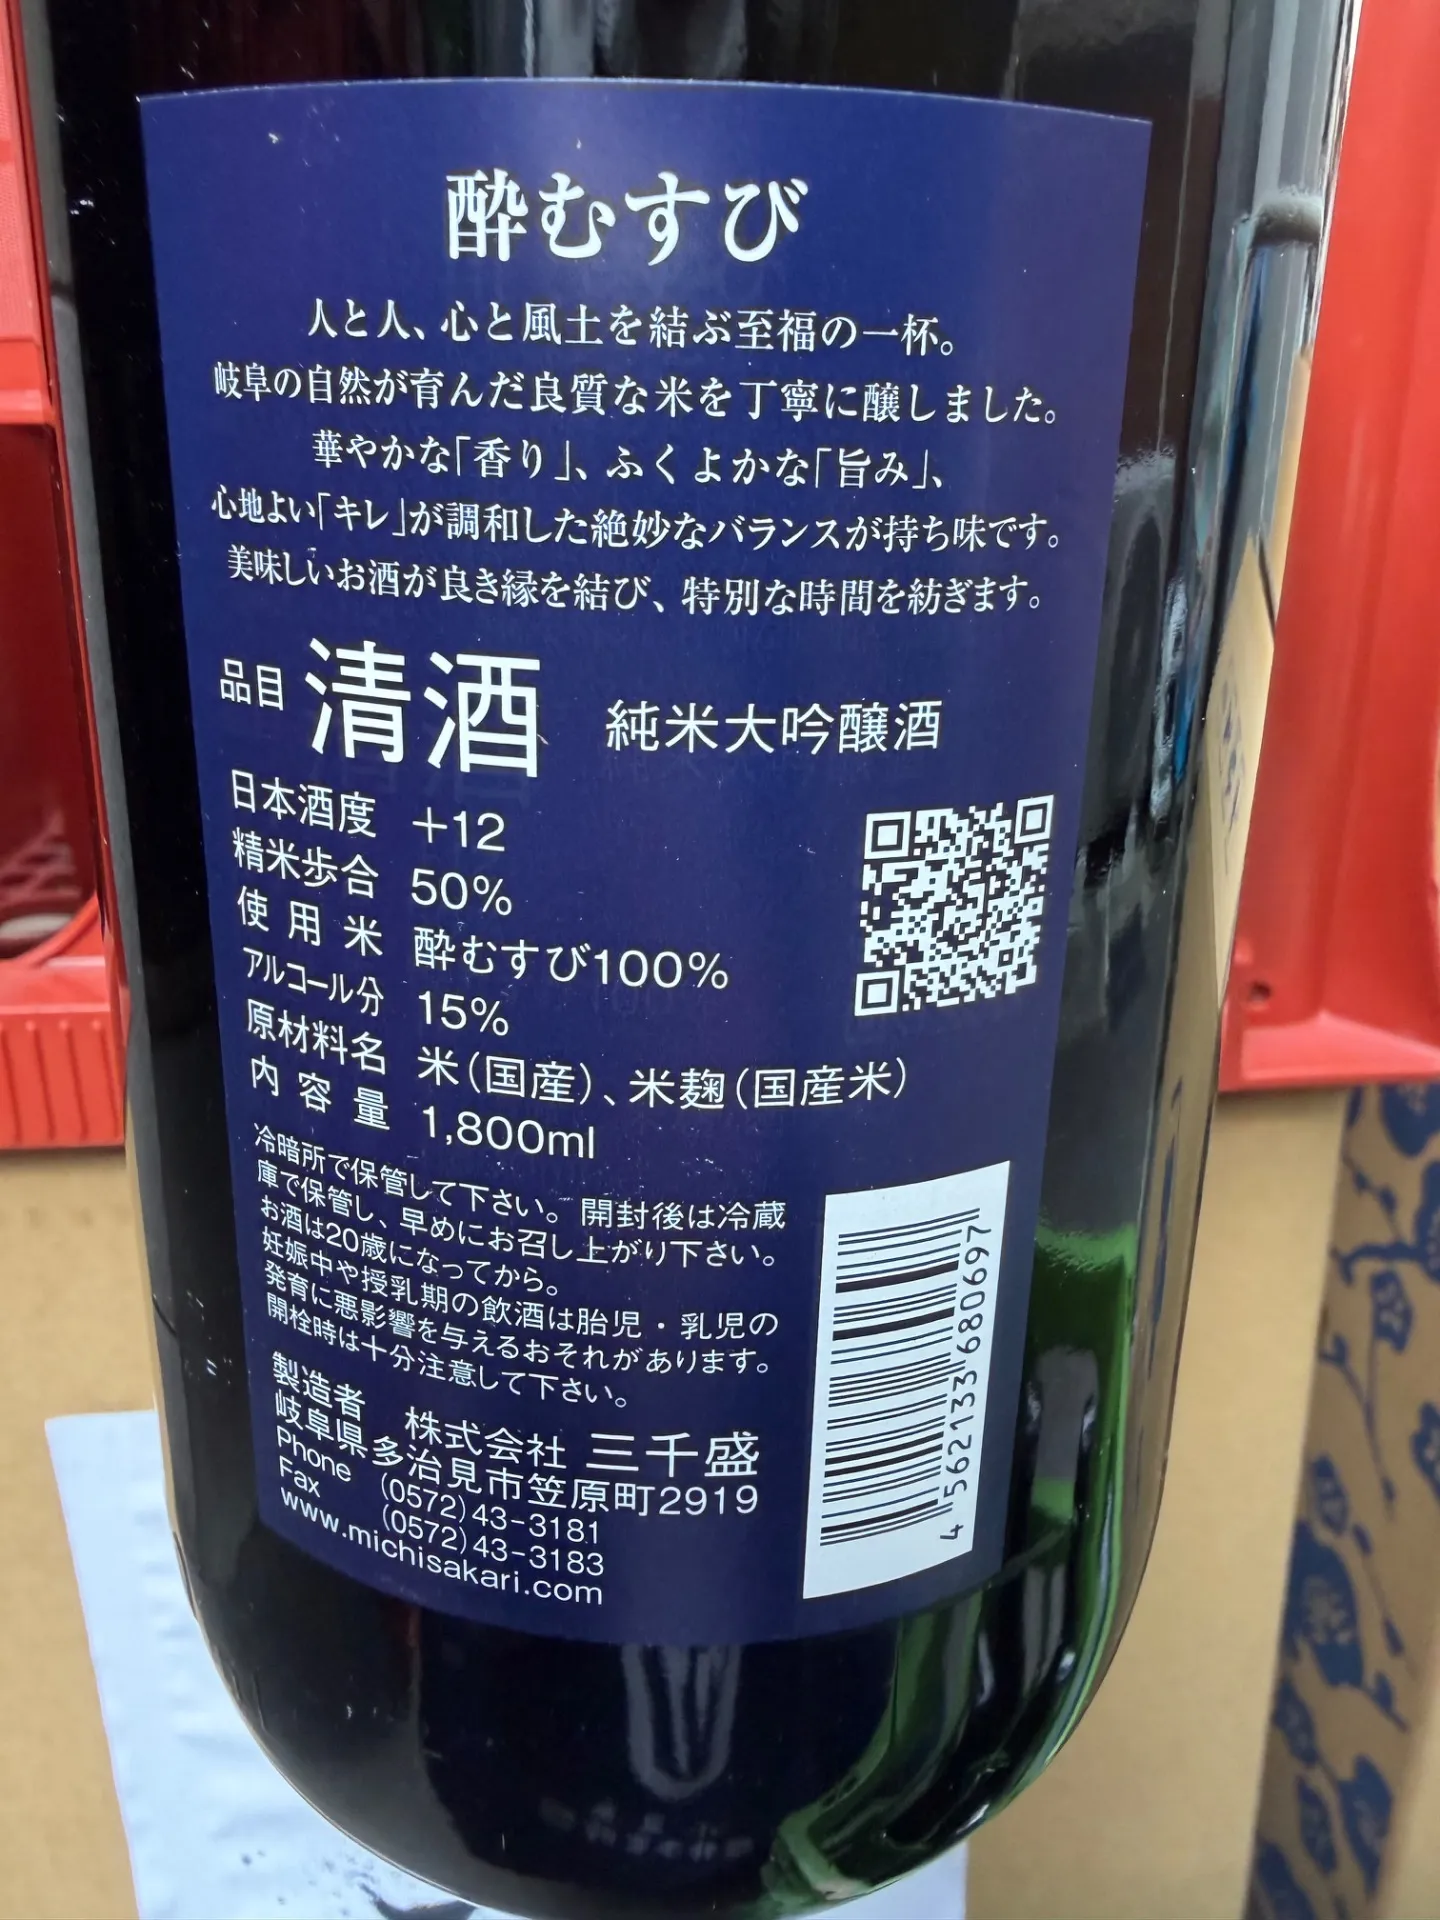 酔むすび
人と人、心と風土を結ぶ至福の一杯。
岐阜の自然が育んだ良質な米を丁寧に醸しました。
華やかな「香り」、ふくよかな「旨み」、
心地よい「キレ」が調和した絶妙なバランスが持ち味です。
美味しいお酒が良き縁を結び、特別な時間を紡ぎます。
品目 清酒 純米大吟醸酒
日本酒度 +12
精米歩合 50%
使用米 酔むすび100%
アルコール分 15%
原材料名 米(国産)、米麹(国産米)
内容量 1,800ml
冷暗所で保管して下さい。開封後は冷蔵
庫で保管し、早めにお召し上がり下さい。
お酒は20歳になってから。
妊娠中や授乳期の飲酒は胎児・乳児の
発育に悪影響を与えるおそれがあります。
開栓時は十分注意して下さい。
製造者 株式会社 三千盛
岐阜県多治見市笠原町2919
Phone (0572)43-3181
Fax (0572)43-3183
www.michisakari.com
4 562133 680697